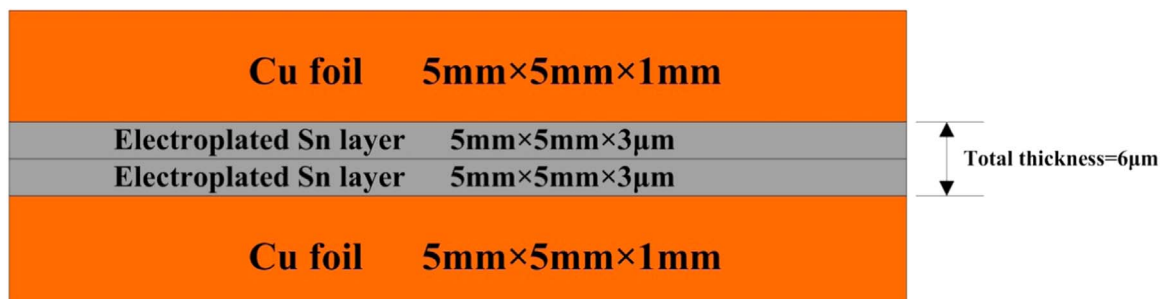 Cu foil 5mm×5mm×1mm
Electroplated Sn layer 5mm×5mm×3μm
Electroplated Sn layer 5mm×5mm×3μm
Total thickness=6μm
Cu foil 5mm×5mm×1mm